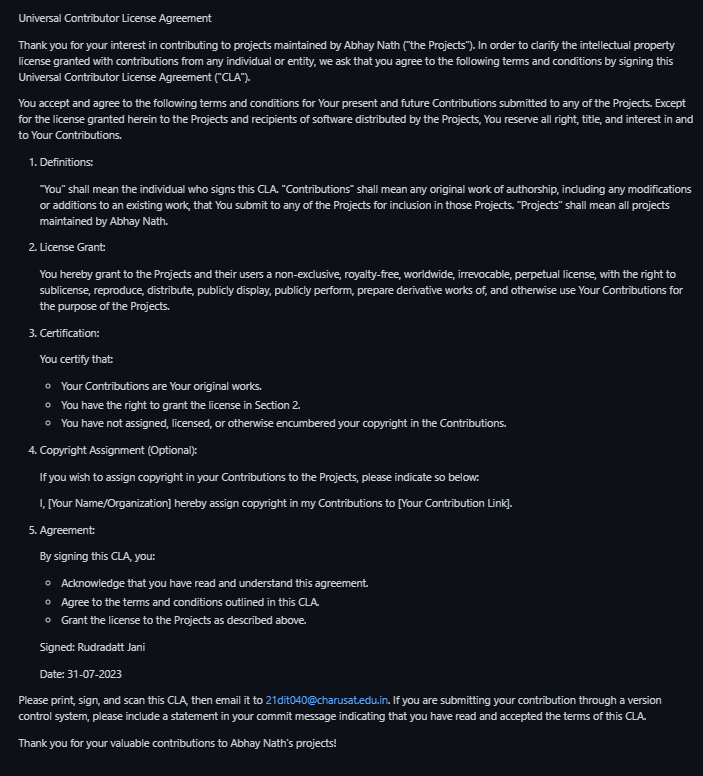 Universal Contributor License Agreement
Thank you for your interest in contributing to projects maintained by Abhay Nath ("the Projects"). In order to clarify the intellectual property
license granted with contributions from any individual or entity, we ask that you agree to the following terms and conditions by signing this
Universal Contributor License Agreement ("CLA").
You accept and agree to the following terms and conditions for Your present and future Contributions submitted to any of the Projects. Except
for the license granted herein to the Projects and recipients of software distributed by the Projects, You reserve all right, title, and interest in and
to Your Contributions.
1. Definitions:
"You" shall mean the individual who signs this CLA. "Contributions" shall mean any original work of authorship, including any modifications
or additions to an existing work, that You submit to any of the Projects for inclusion in those Projects. "Projects" shall mean all projects
maintained by Abhay Nath.
2. License Grant:
You hereby grant to the Projects and their users a non-exclusive, royalty-free, worldwide, irrevocable, perpetual license, with the right to
sublicense, reproduce, distribute, publicly display, publicly perform, prepare derivative works of, and otherwise use Your Contributions for
the purpose of the Projects.
3. Certification:
You certify that:
○ Your Contributions are Your original works.
○ You have the right to grant the license in Section 2.
○ You have not assigned, licensed, or otherwise encumbered your copyright in the Contributions.
4. Copyright Assignment (Optional):
If you wish to assign copyright in your Contributions to the Projects, please indicate so below:
I, [Your Name/Organization] hereby assign copyright in my Contributions to [Your Contribution Link].
5. Agreement:
By signing this CLA, you:
○ Acknowledge that you have read and understand this agreement.
○ Agree to the terms and conditions outlined in this CLA.
○ Grant the license to the Projects as described above.
Signed: Rudradatt Jani
Date: 31-07-2023
Please print, sign, and scan this CLA, then email it to 21dit040@charusat.edu.in. If you are submitting your contribution through a version
control system, please include a statement in your commit message indicating that you have read and accepted the terms of this CLA.
Thank you for your valuable contributions to Abhay Nath's projects!